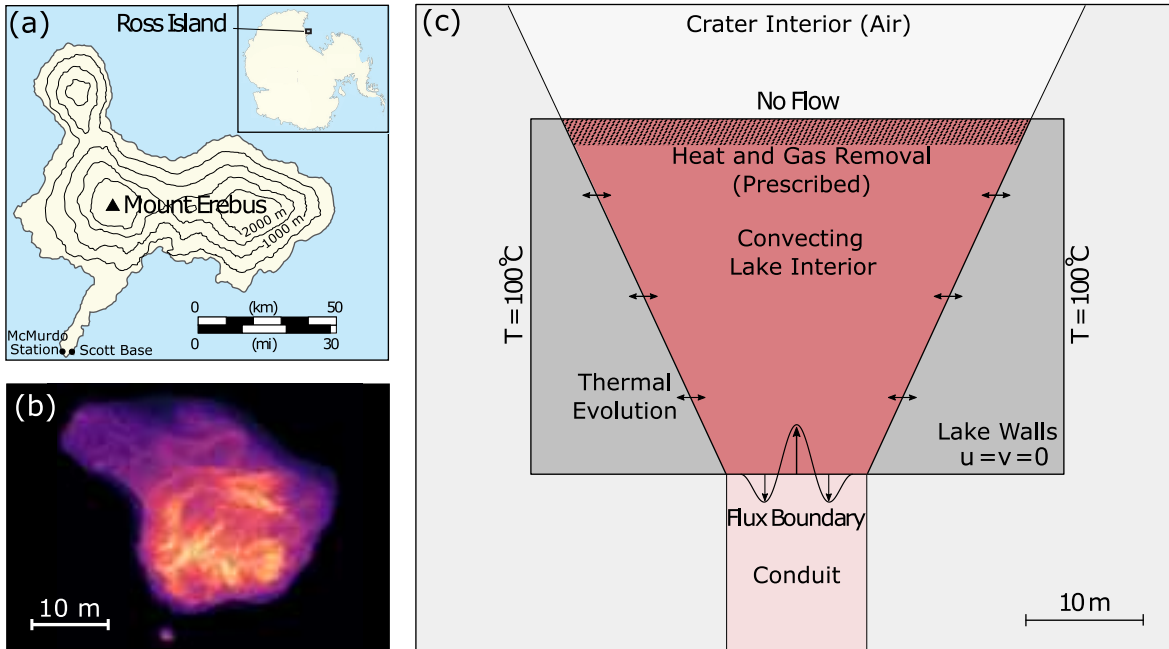 (a)
Ross Island
Mount Erebus
2000 m
1000 m
0 (km) 50
0 (mi) 30
McMurdo
Station
Scott Base
(b)
10 m
(c)
Crater Interior (Air)
No Flow
Heat and Gas Removal
(Prescribed)
Convecting
Lake Interior
T = 100°C
T = 100°C
Thermal
Evolution
Lake Walls
u = v = 0
Flux Boundary
Conduit
10 m